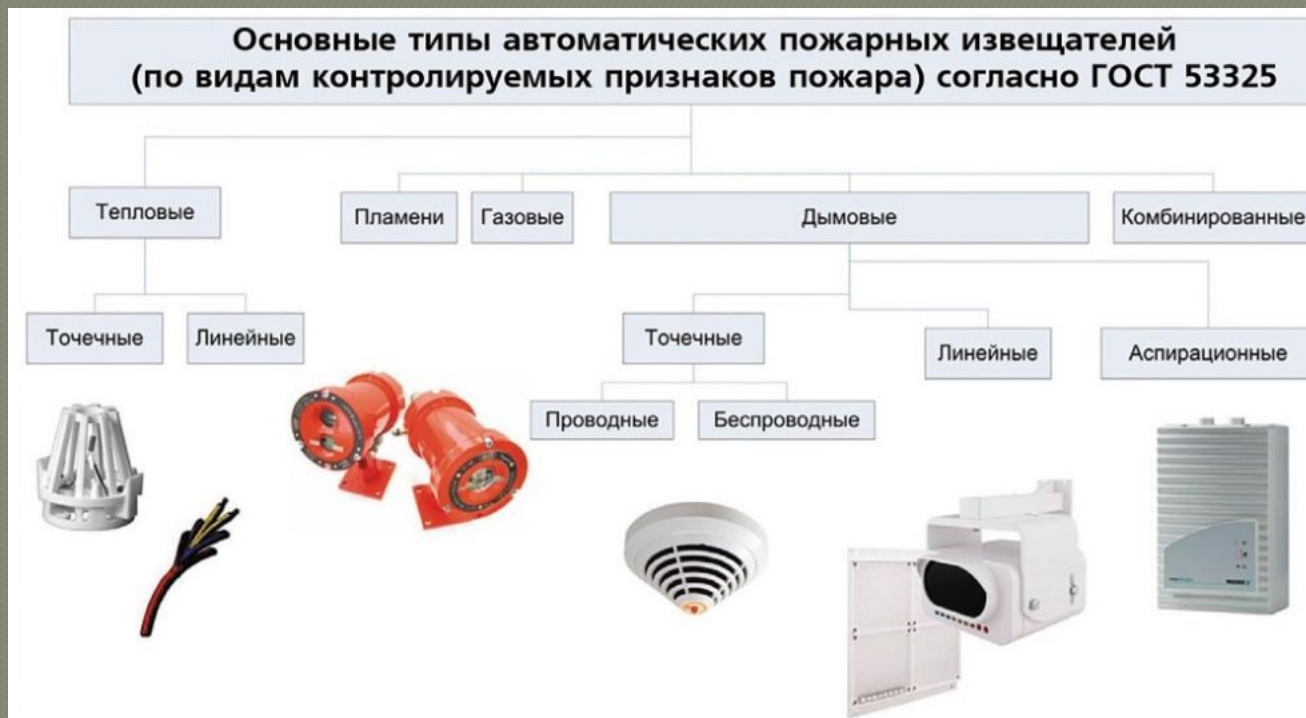 Основные типы автоматических пожарных извещателей
(по видам контролируемых признаков пожара) согласно ГОСТ 53325
Тепловые
Пламени
Газовые
Дымовые
Комбинированные
Точечные
Линейные
Точечные
Линейные
Аспирационные
Проводные
Беспроводные